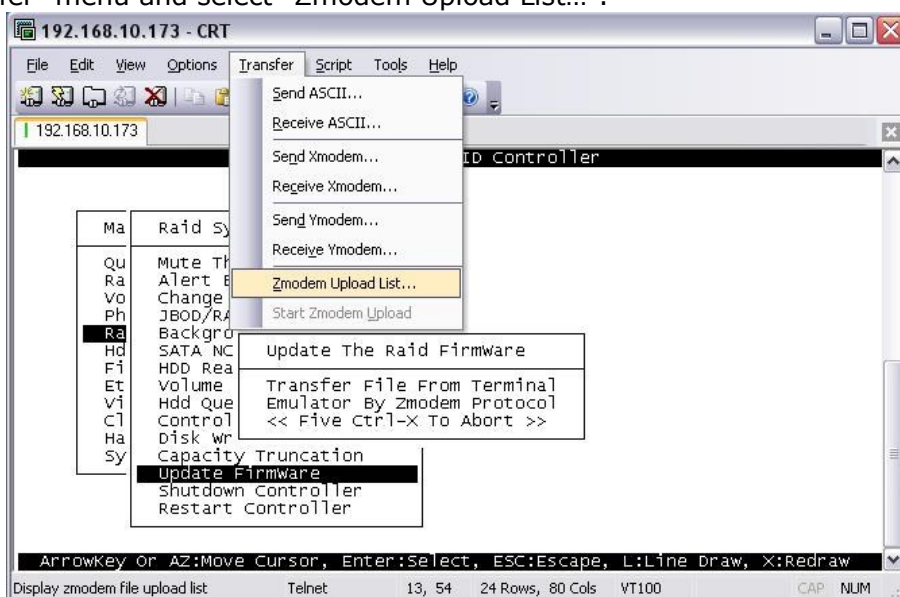 fer" menu and select "Zmodem Upload List…".
192.168.10.173 - CRT
File Edit View Options Transfer Script Tools Help
192.168.10.173
Send ASCII...
Receive ASCII...
Send Xmodem...
Receive Xmodem...
Send Ymodem...
Receive Ymodem...
Zmodem Upload List...
Start Zmodem Upload
ID Controller
Ma
Qu
Ra
Vo
Ph
Ra
Hd
Fi
Et
Vi
Cl
Ha
Sy
Raid Sy
Mute Th
Alert B
Change
JBOD/RA
Backgro
SATA NC
HDD Rea
Volume
Hdd Que
Control
Disk Wr
Capacity Truncation
Update FirmWare
Shutdown Controller
Restart Controller
Update The Raid FirmWare
Transfer File From Terminal
Emulator By Zmodem Protocol
<< Five Ctrl-X To Abort >>
ArrowKey Or AZ:Move Cursor, Enter:Select, ESC:Escape, L:Line Draw, X:Redraw
Display zmodem file upload list Telnet 13, 54 24 Rows, 80 Cols VT100 CAP NUM